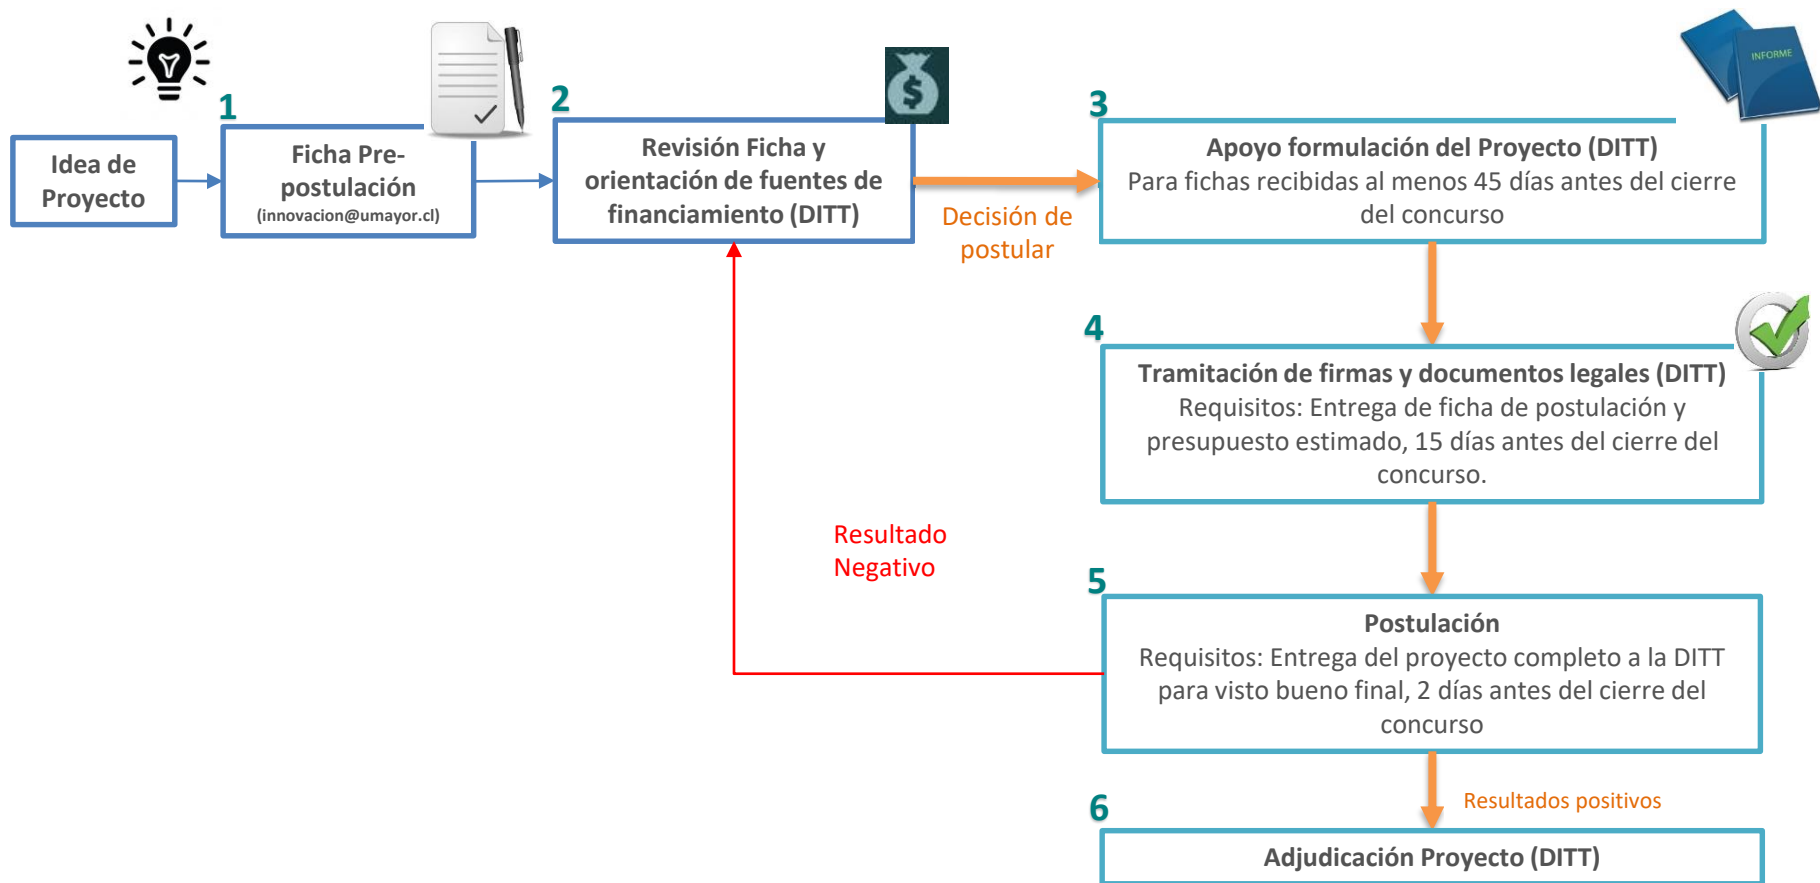 Idea de
Proyecto
1
Ficha Pre-
postulación
(innovacion@umayor.cl)
2
Revisión Ficha y
orientación de fuentes de
financiamiento (DITT)
$
Decisión de
postular
3
INFORME
Apoyo formulación del Proyecto (DITT)
Para fichas recibidas al menos 45 días antes del cierre
del concurso
4
Tramitación de firmas y documentos legales (DITT)
Requisitos: Entrega de ficha de postulación y
presupuesto estimado, 15 días antes del cierre del
concurso.
Resultado
Negativo
5
Postulación
Requisitos: Entrega del proyecto completo a la DITT
para visto bueno final, 2 días antes del cierre del
concurso
Resultados positivos
6
Adjudicación Proyecto (DITT)